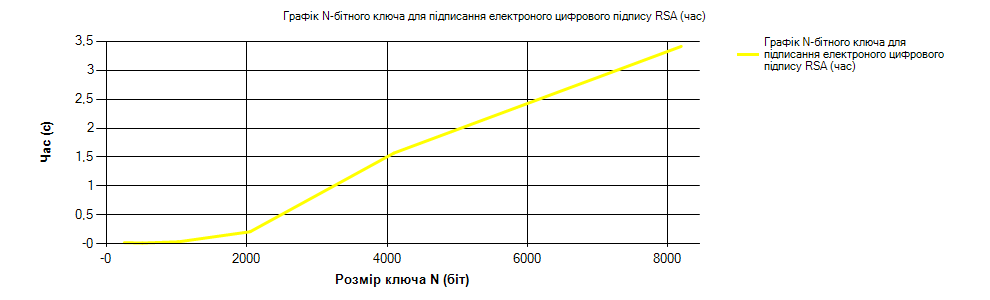 Графік N-бітного ключа для підписання електроного цифрового підпису RSA (час)
3,5
3
2,5
2
1,5
1
0,5
-0
Час (с)
-0 2000 4000 6000 8000
Розмір ключа N (біт)
Графік N-бітного ключа для
підписання електроного цифрового
підпису RSA (час)